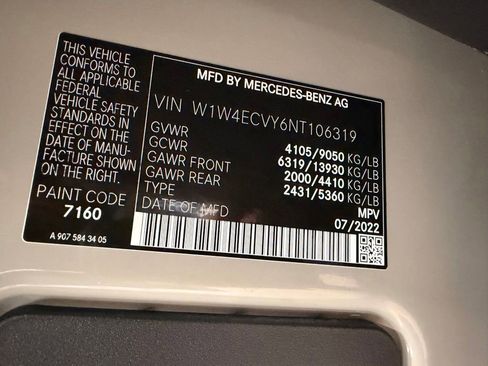 THIS VEHICLE
CONFORMS TO
ALL APPLICABLE
FEDERAL
VEHICLE SAFETY
STANDARDS IN
EFFECT ON THE
DATE OF MANU-
FACTURE SHOWN
ON THE RIGHT.
PAINT CODE
7160
A 907 584 34 05
MFD BY MERCEDES-BENZ AG
VIN W1W4ECVY6NT106319
GVWR 4105/9050 KG/LB
GCWR 6319/13930 KG/LB
GAWR FRONT 2000/4410 KG/LB
GAWR REAR 2431/5360 KG/LB
TYPE MPV
DATE OF MFD 07/2022